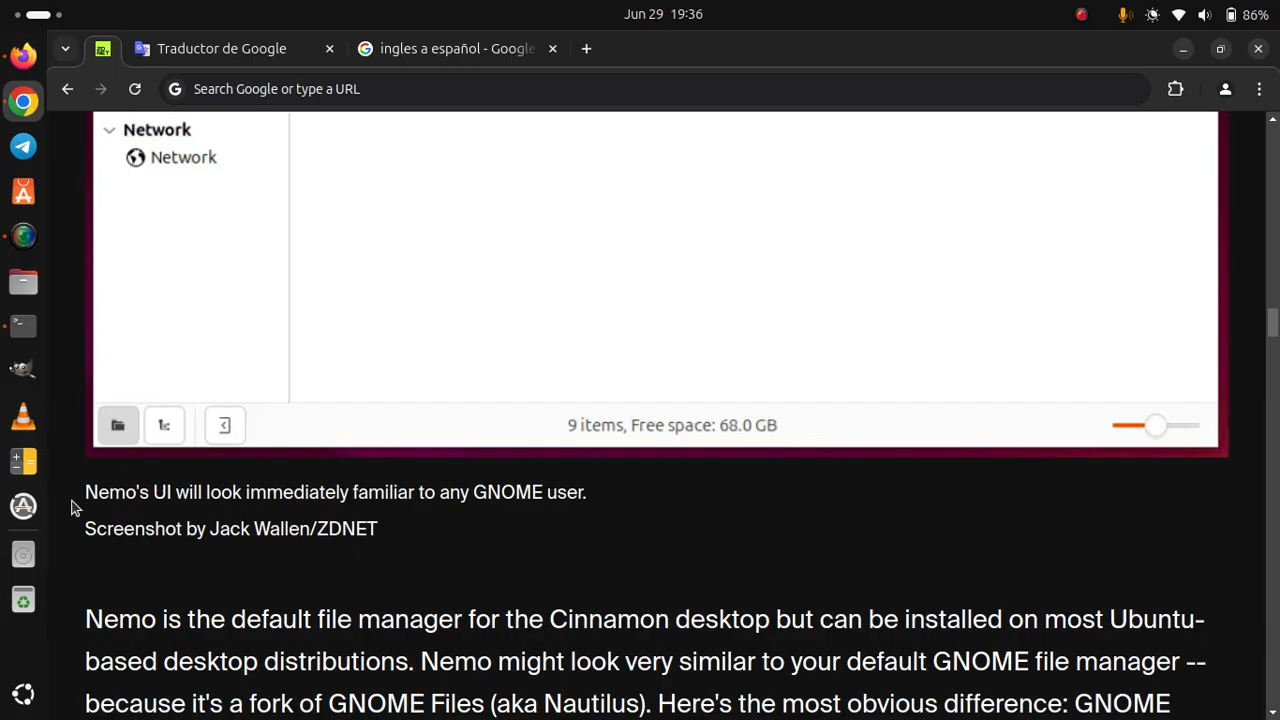 Jun 29 19:36
86%
Traductor de Google
ingles a español - Google
Search Google or type a URL
Network
Network
9 items, Free space: 68.0 GB
Nemo's UI will look immediately familiar to any GNOME user.
Screenshot by Jack Wallen/ZDNET
Nemo is the default file manager for the Cinnamon desktop but can be installed on most Ubuntu-
based desktop distributions. Nemo might look very similar to your default GNOME file manager --
because it's a fork of GNOME Files (aka Nautilus). Here's the most obvious difference: GNOME